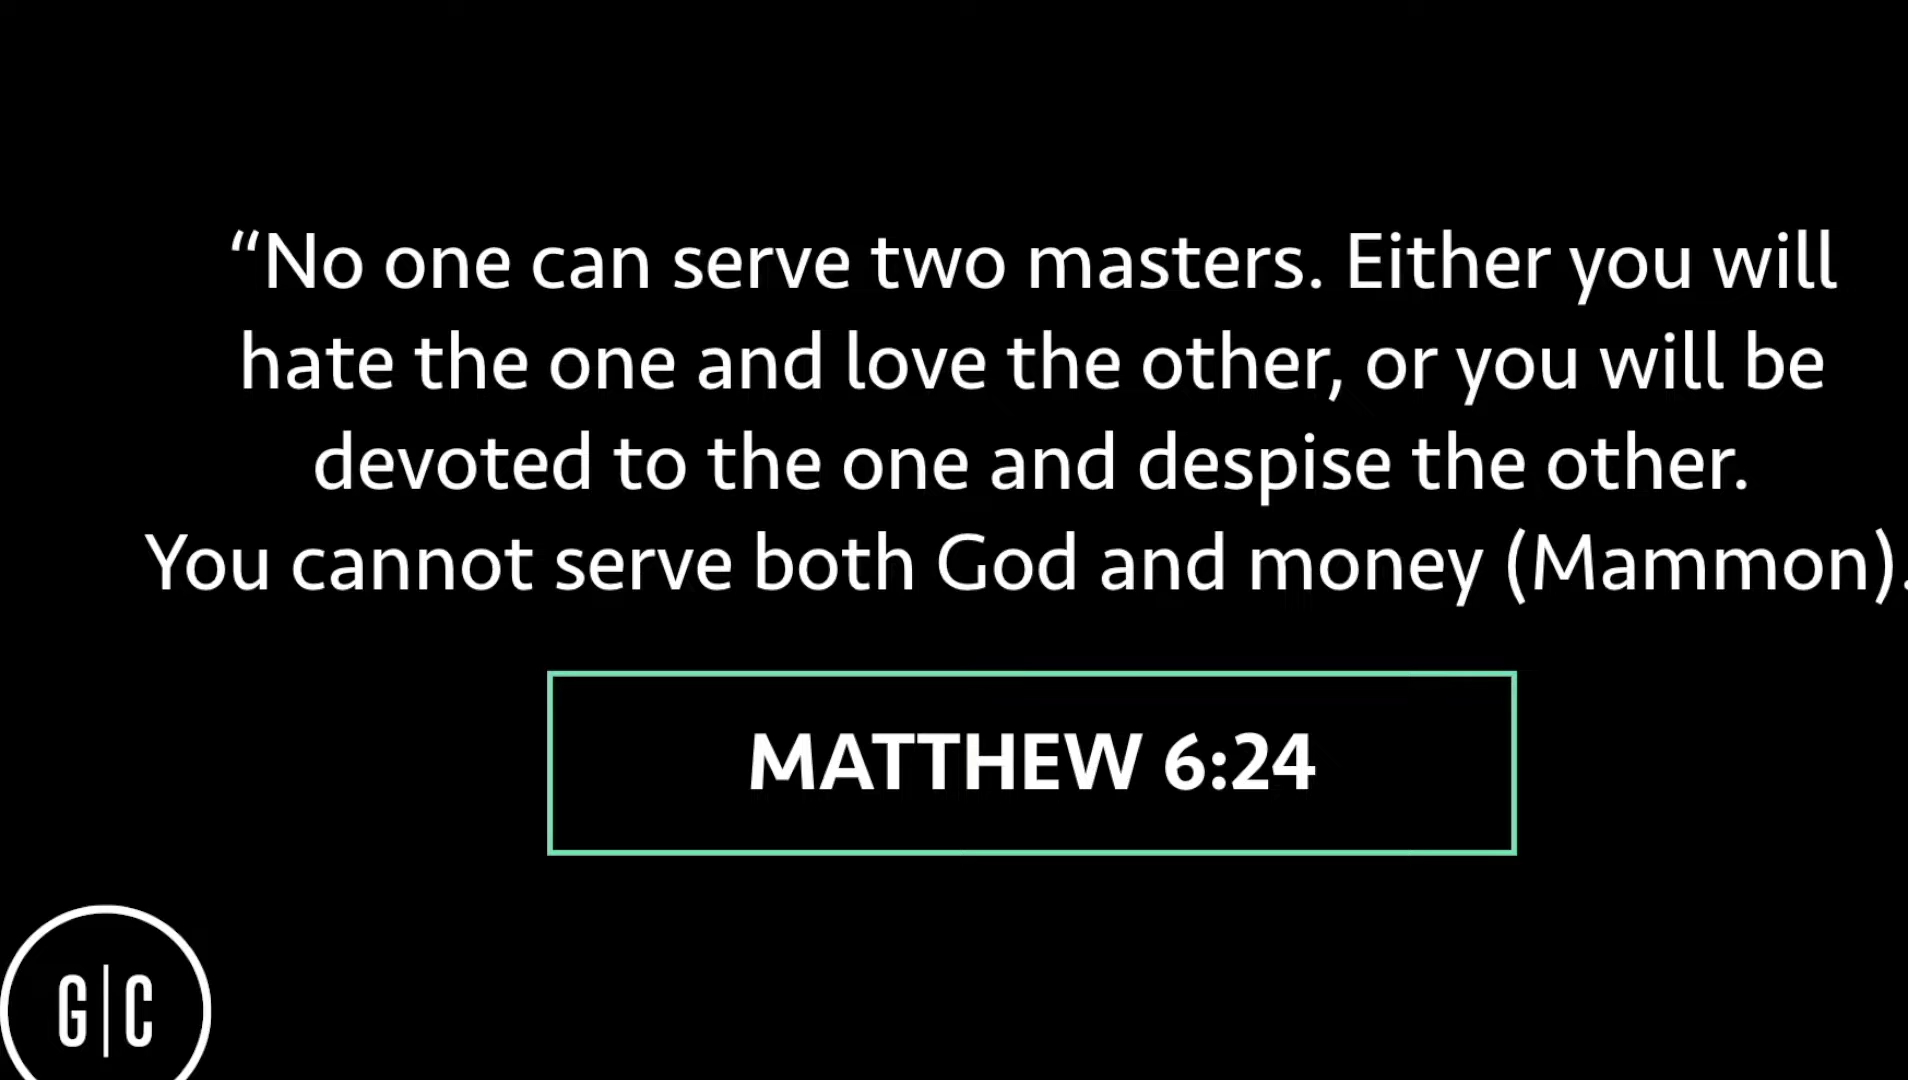 “No one can serve two masters. Either you will
hate the one and love the other, or you will be
devoted to the one and despise the other.
You cannot serve both God and money (Mammon).
MATTHEW 6:24
G|C